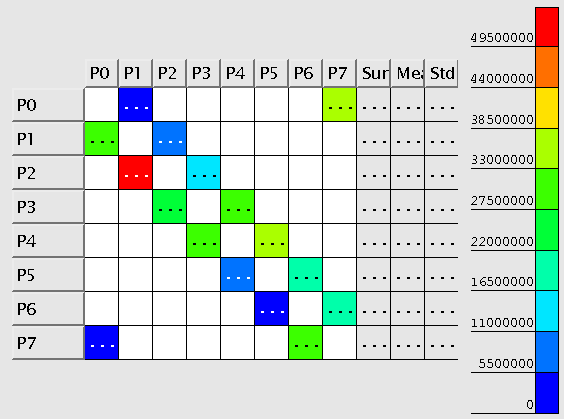 P0 P1 P2 P3 P4 P5 P6 P7 Sur Mea Std
P0 ... ... ... ... ...
P1 ... ... ... ... ...
P2 ... ... ... ... ...
P3 ... ... ... ... ...
P4 ... ... ... ... ...
P5 ... ... ... ... ...
P6 ... ... ... ... ...
P7 ... ... ... ... ...
49500000
44000000
38500000
33000000
27500000
22000000
16500000
11000000
5500000
0